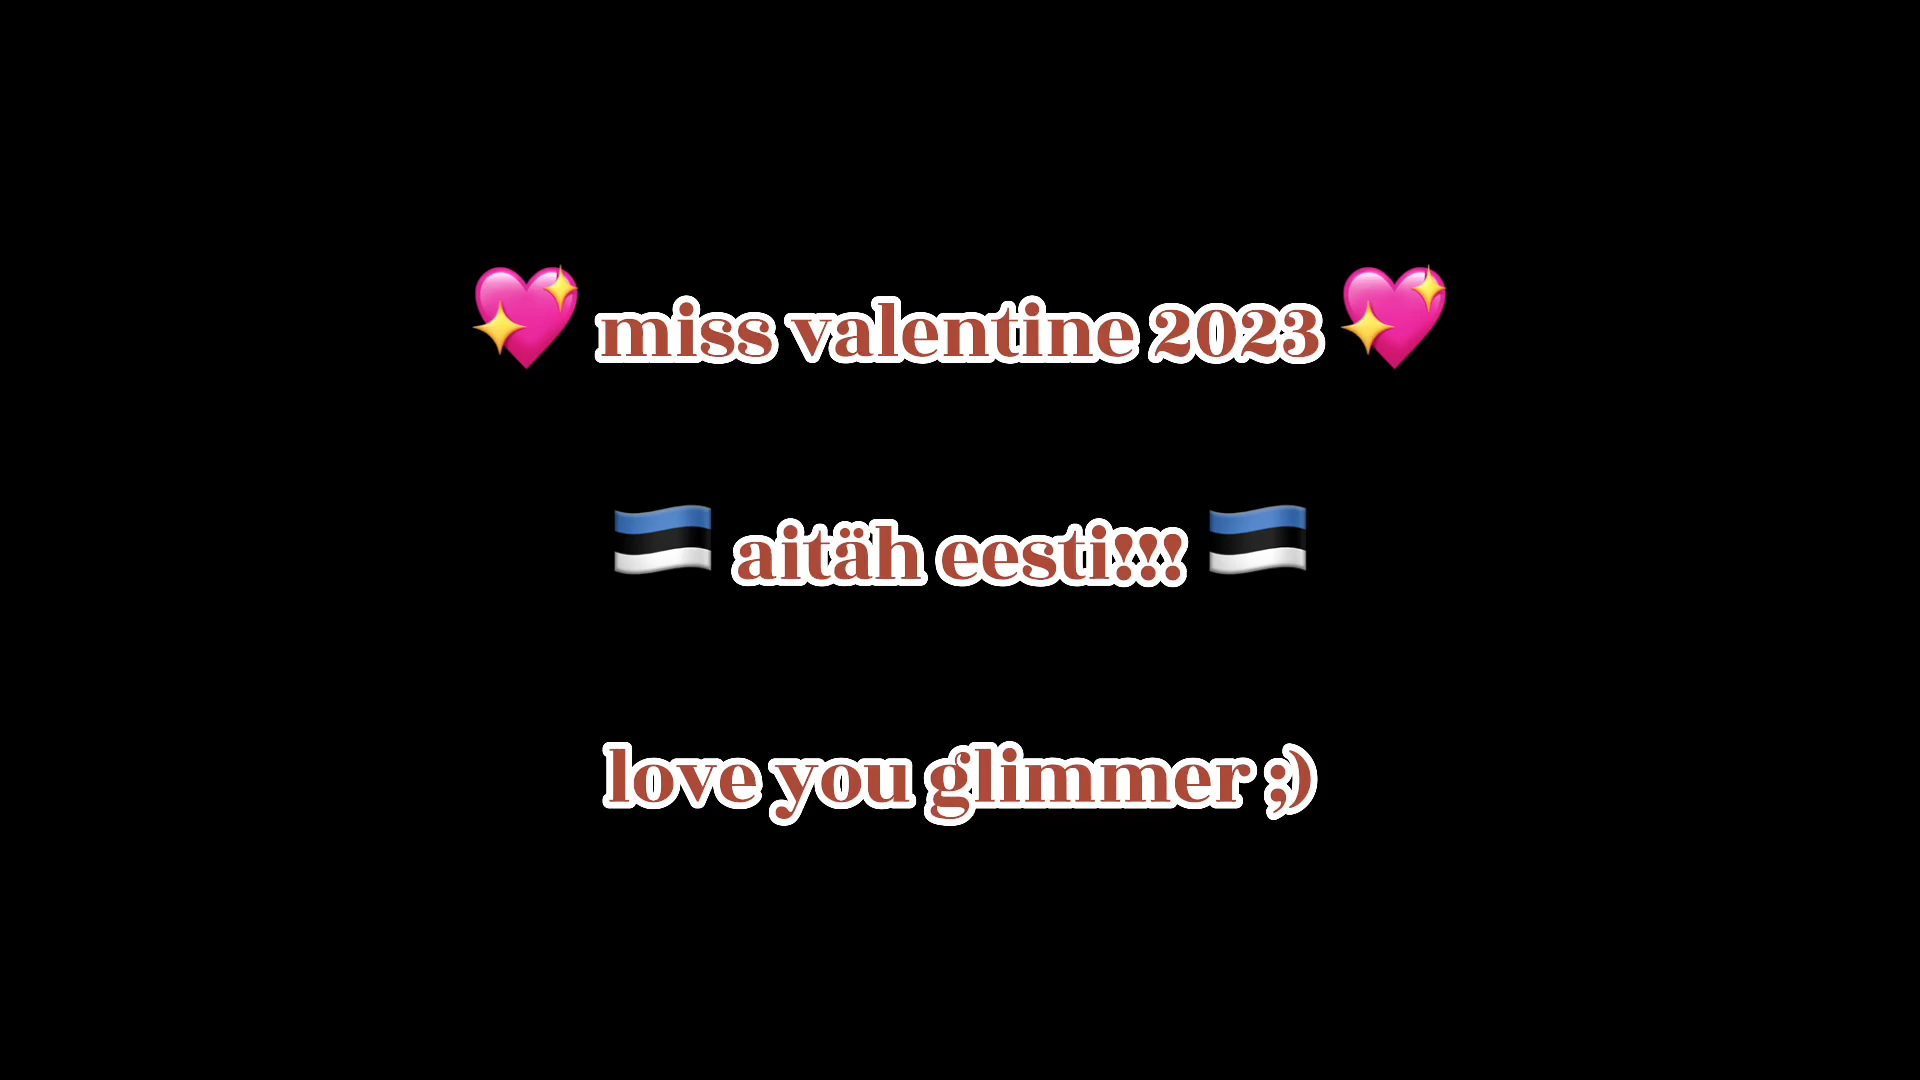 💖 miss valentine 2023 💖
🇪🇪 aitäh eesti!!! 🇪🇪
love you glimmer ;)